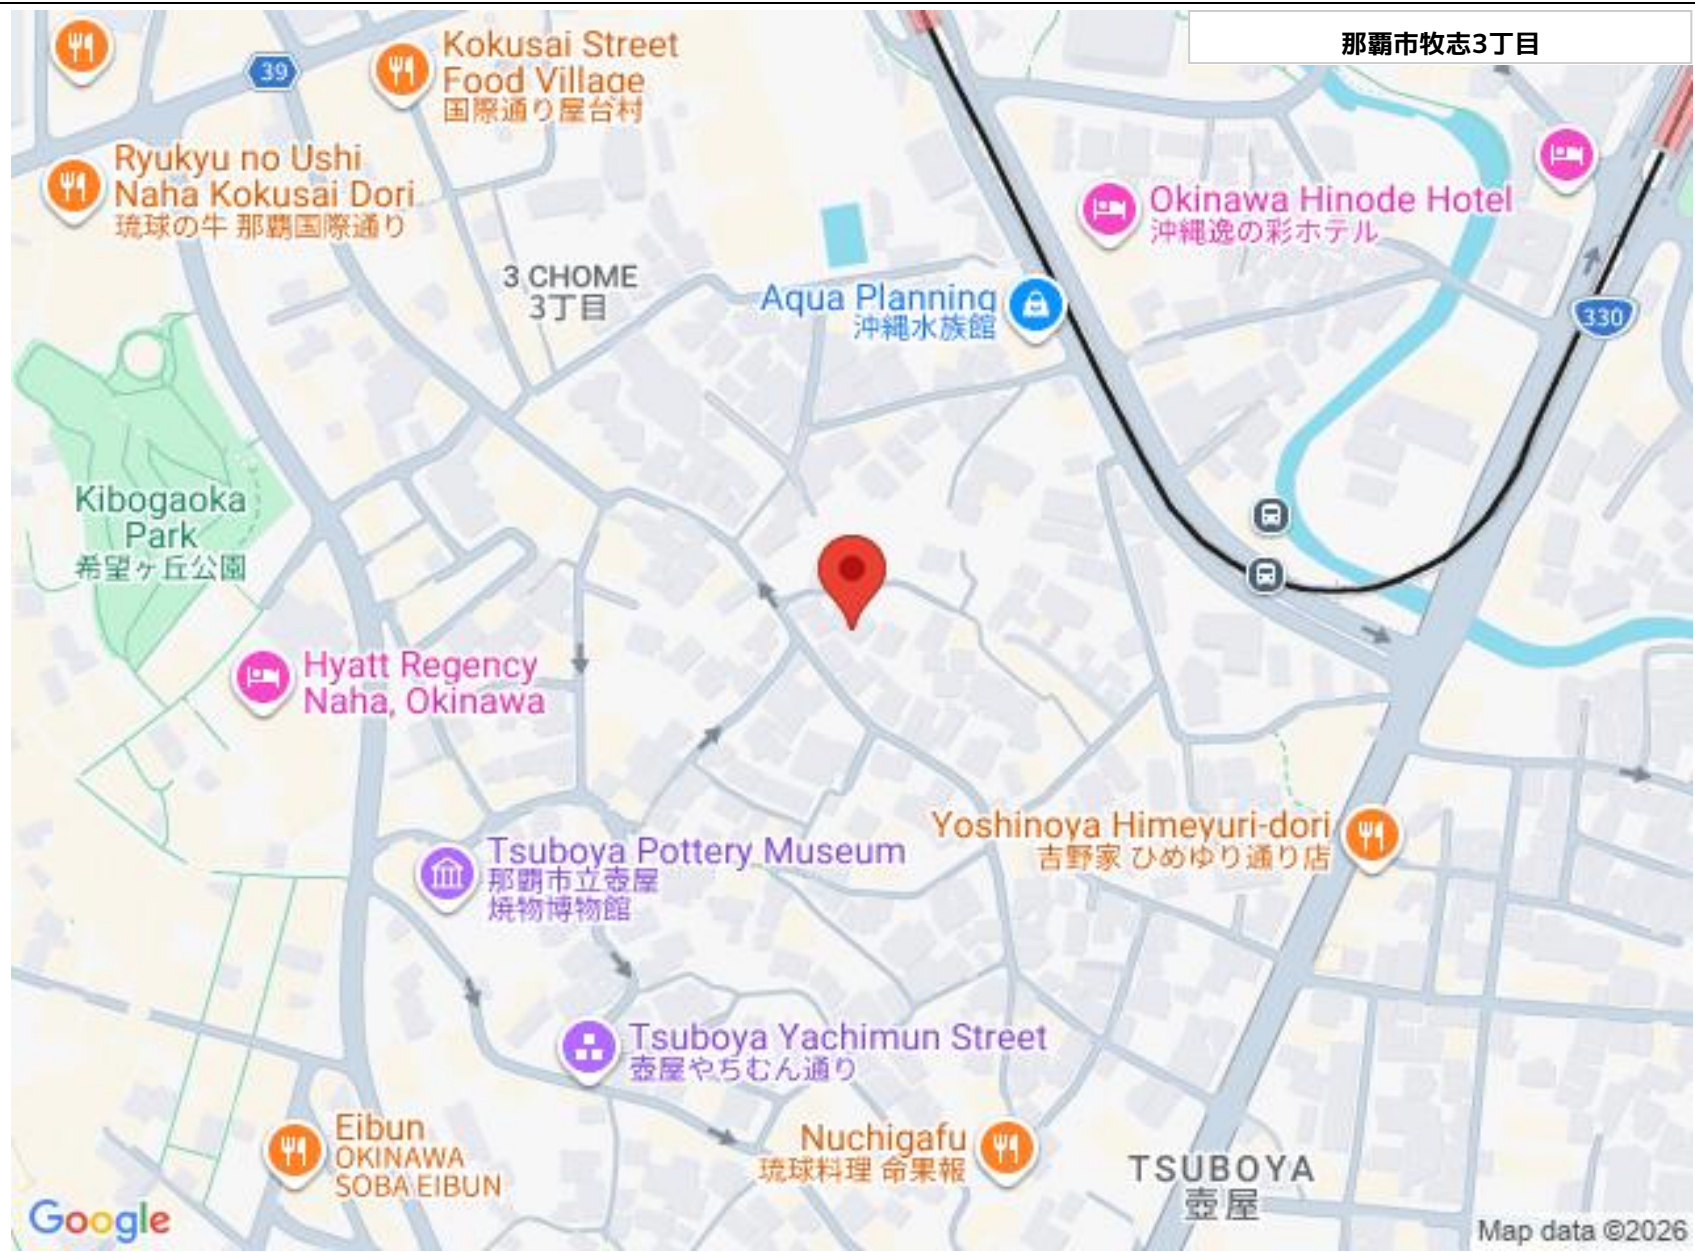 那覇市牧志3丁目
39
Kokusai Street
Food Village
国際通り屋台村
Ryukyu no Ushi
Naha Kokusai Dori
琉球の牛 那覇国際通り
Okinawa Hinode Hotel
沖縄逸の彩ホテル
3 CHOME
3丁目
Aqua Planning
沖縄水族館
330
Kibogaoka
Park
希望ヶ丘公園
Hyatt Regency
Naha, Okinawa
Yoshinoya Himeyuri-dori
吉野家 ひめゆり通り店
Tsuboya Pottery Museum
那覇市立壺屋
焼物博物館
Tsuboya Yachimun Street
壺屋やちむん通り
Eibun
OKINAWA
SOBA EIBUN
Nuchigafu
琉球料理 命果報
TSUBOYA
壺屋
Google
Map data ©2026